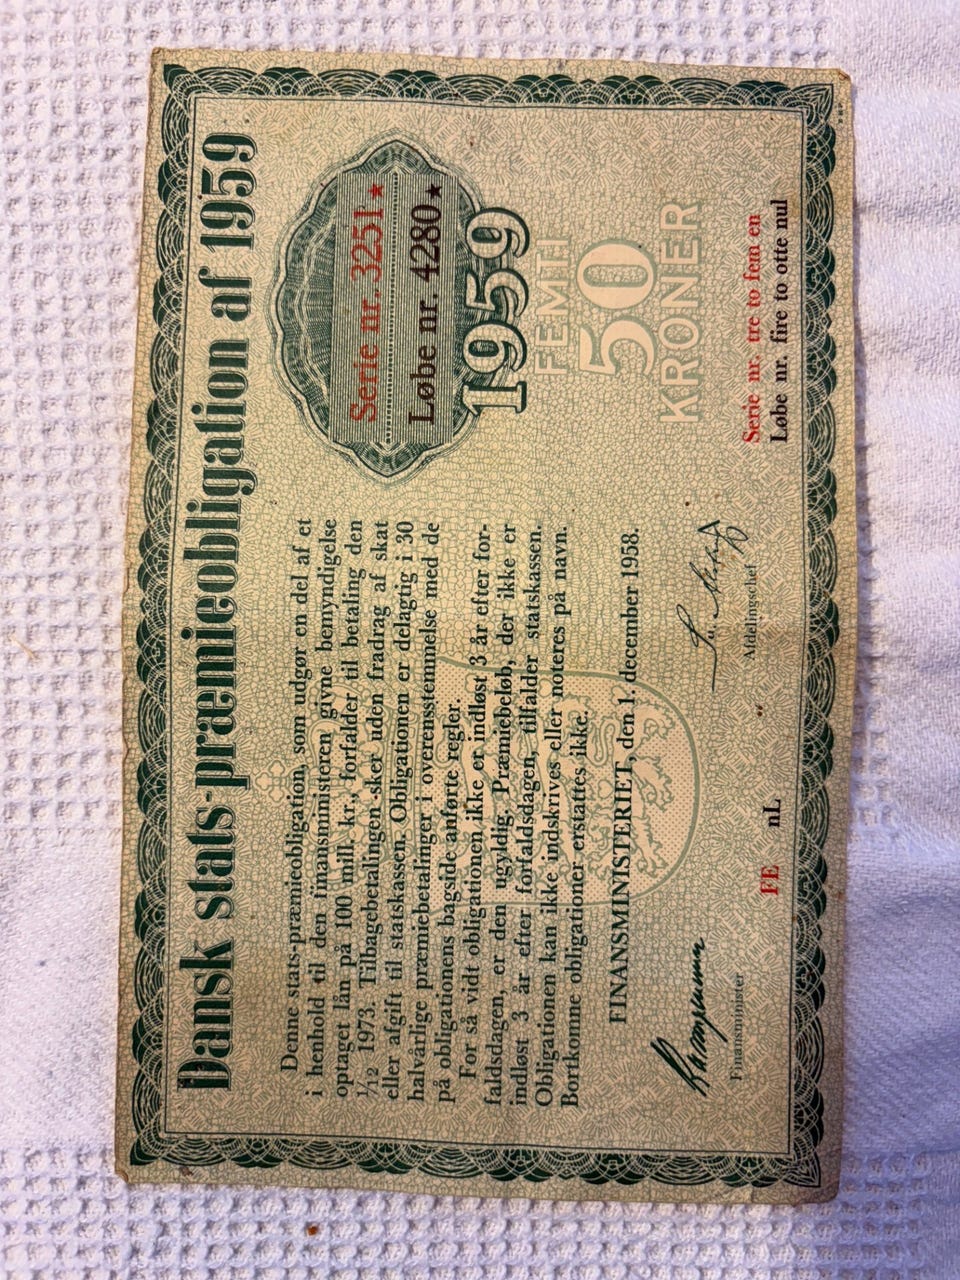 Dansk stats-præmieobligation af 1959
Denne stats-præmieobligation, som udgør en del af et
i henhold til den finansministeren givne bemyndigelse
optaget lån på 100 mill. kr., forfalder til betaling den
1/12 1973. Tilbagebetalingen sker uden fradrag af skat
eller afgift til statskassen. Obligationen er delagtig i 30
halvårlige præmiebetalinger i overensstemmelse med de
på obligationens bagside anførte regler.
For så vidt obligationen ikke er indløst 3 år efter for-
faldsdagen, er den ugyldig. Præmiebeløb, der ikke er
indløst 3 år efter forfaldsdagen, tilfalder statskassen.
Obligationen kan ikke indskrives eller noteres på navn.
Bortkomne obligationer erstattes ikke.
FINANSMINISTERIET, den 1. december 1958.
Finansminister
Afdelingschef
FE nL
Serie nr. 3251★
Løbe nr. 4280★
1959
FEMTI
50
KRONER
Serie nr. tre to fem en
Løbe nr. fire to otte nul